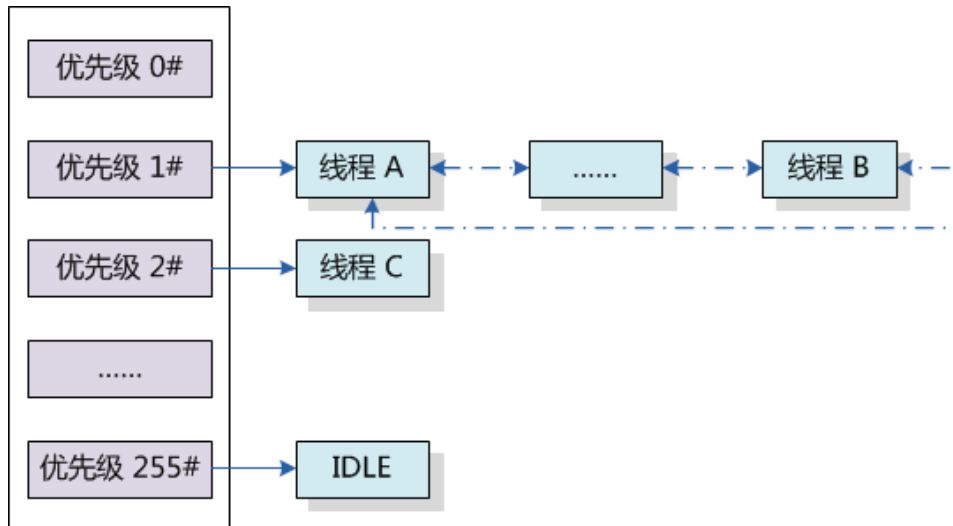 优先级 0#
优先级 1#
线程 A
......
线程 B
优先级 2#
线程 C
......
优先级 255#
IDLE